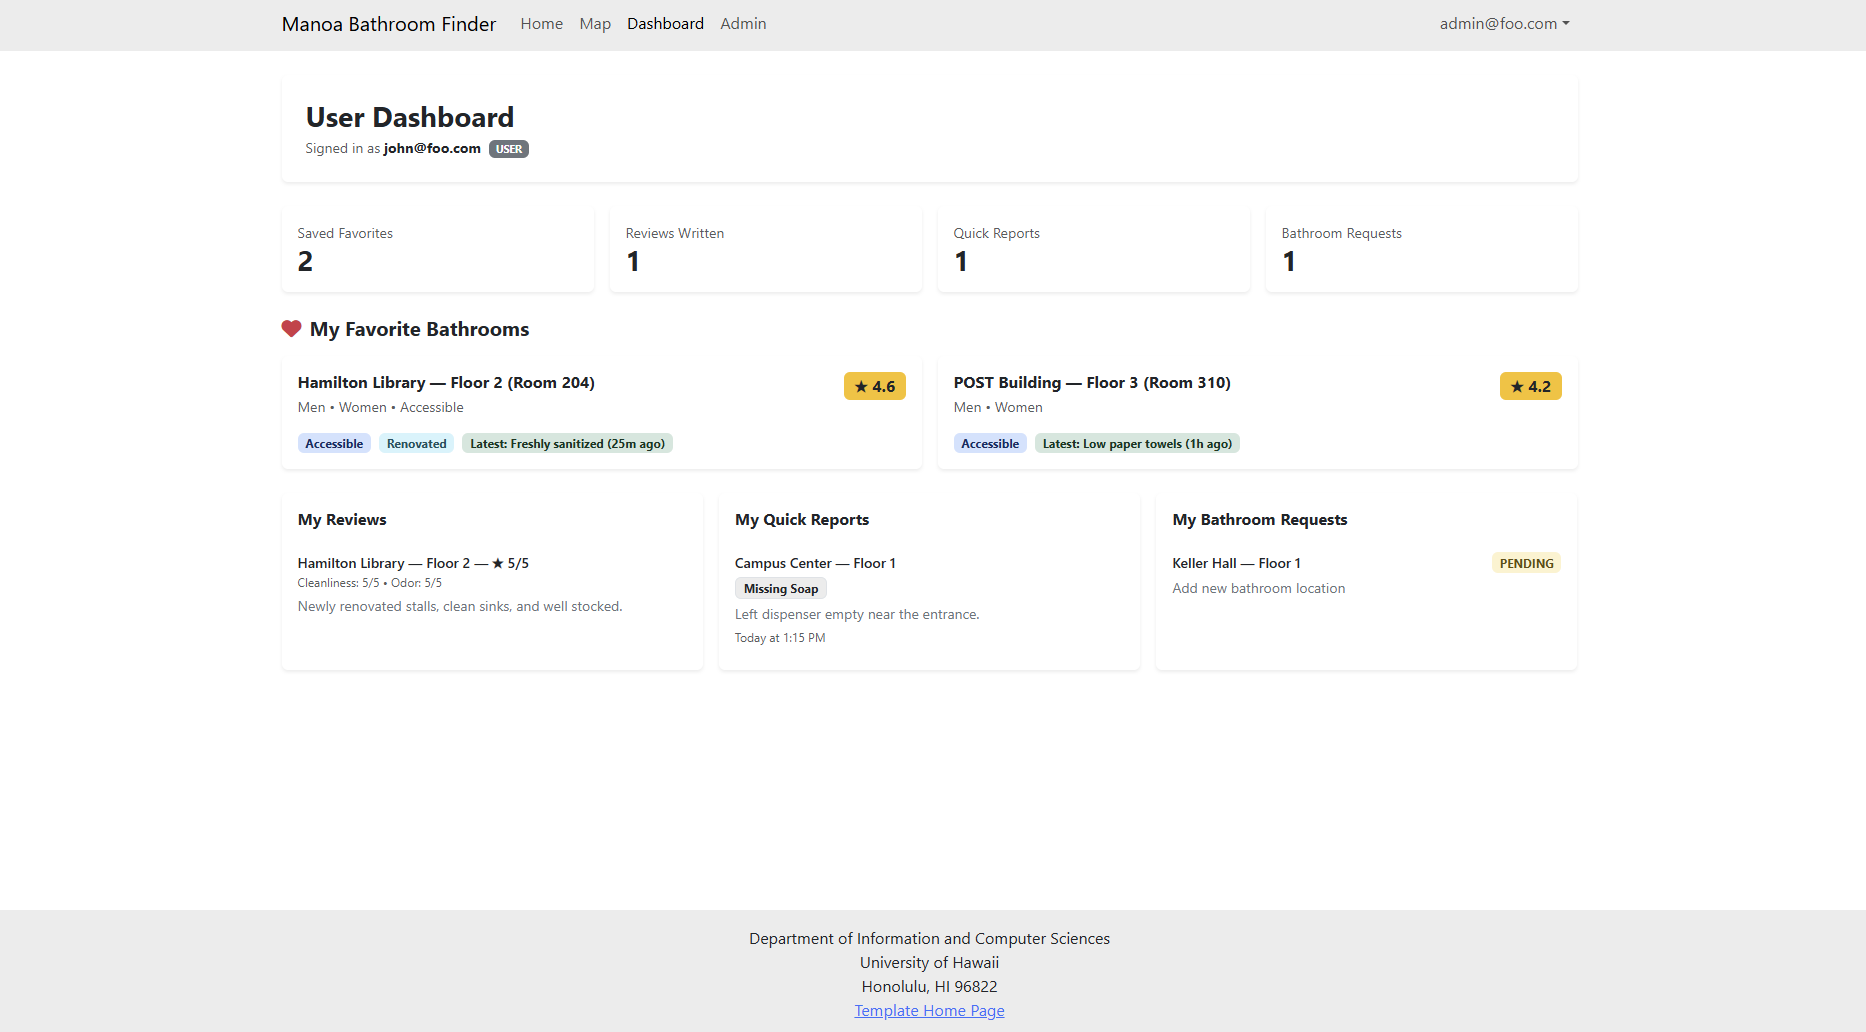 Manoa Bathroom Finder Home Map Dashboard Admin admin@foo.com
User Dashboard
Signed in as john@foo.com USER
Saved Favorites
2
Reviews Written
1
Quick Reports
1
Bathroom Requests
1
My Favorite Bathrooms
Hamilton Library — Floor 2 (Room 204)
★ 4.6
Men • Women • Accessible
Accessible Renovated Latest: Freshly sanitized (25m ago)
POST Building — Floor 3 (Room 310)
★ 4.2
Men • Women
Accessible Latest: Low paper towels (1h ago)
My Reviews
Hamilton Library — Floor 2 — ★ 5/5
Cleanliness: 5/5 • Odor: 5/5
Newly renovated stalls, clean sinks, and well stocked.
My Quick Reports
Campus Center — Floor 1
Missing Soap
Left dispenser empty near the entrance.
Today at 1:15 PM
My Bathroom Requests
Keller Hall — Floor 1 PENDING
Add new bathroom location
Department of Information and Computer Sciences
University of Hawaii
Honolulu, HI 96822
Template Home Page